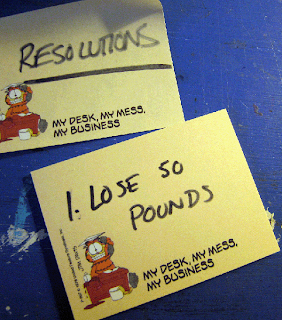 RESOLUTIONS
MY DESK, MY MESS,
MY BUSINESS
1. LOSE 50
POUNDS
MY DESK, MY MESS,
MY BUSINESS